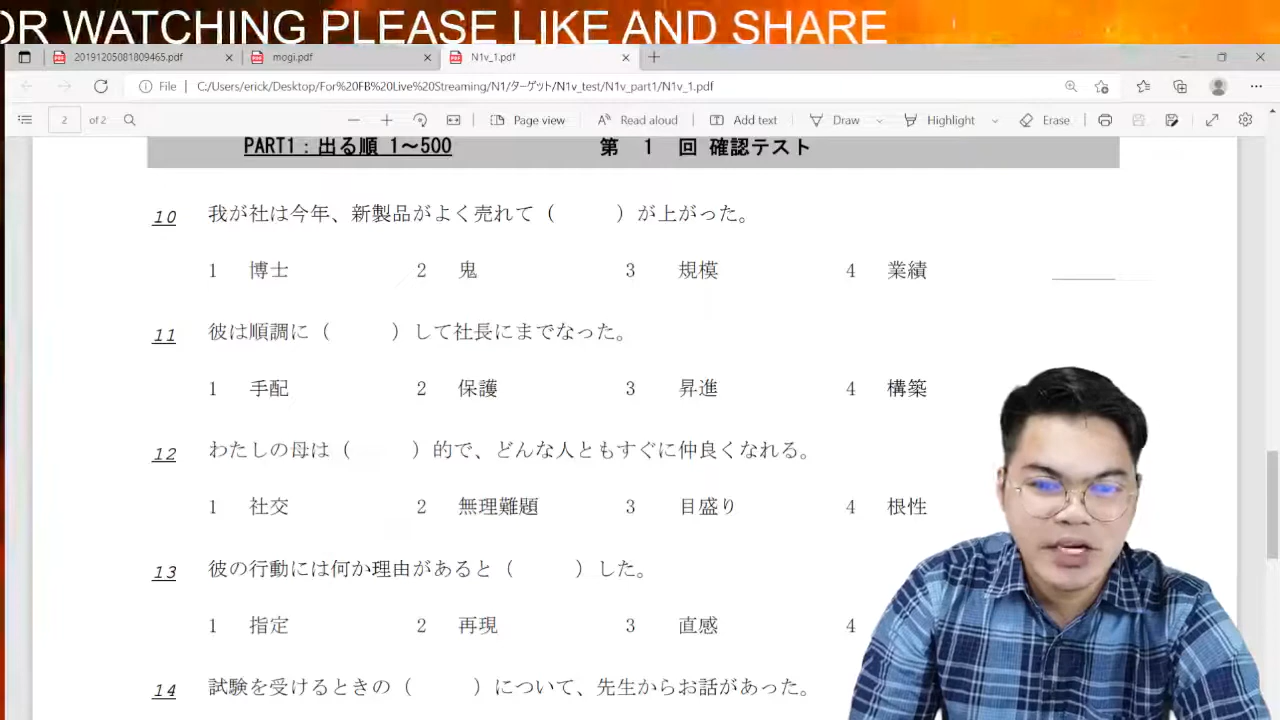 OR WATCHING PLEASE LIKE AND SHARE
20191205081809465.pdf
mogi.pdf
N1v_1.pdf
File | C:/Users/erick/Desktop/For%20FB%20Live%20Streaming/N1/ターゲット/N1v_test/N1v_part1/N1v_1.pdf
2 of 2
Page view
Read aloud
Add text
Draw
Highlight
Erase
PART1：出る順 1～500 第 1 回 確認テスト
10 我が社は今年、新製品がよく売れて（ ）が上がった。
1 博士 2 鬼 3 規模 4 業績
11 彼は順調に（ ）して社長にまでなった。
1 手配 2 保護 3 昇進 4 構築
12 わたしの母は（ ）的で、どんな人ともすぐに仲良くなれる。
1 社交 2 無理難題 3 目盛り 4 根性
13 彼の行動には何か理由があると（ ）した。
1 指定 2 再現 3 直感 4
14 試験を受けるときの（ ）について、先生からお話があった。